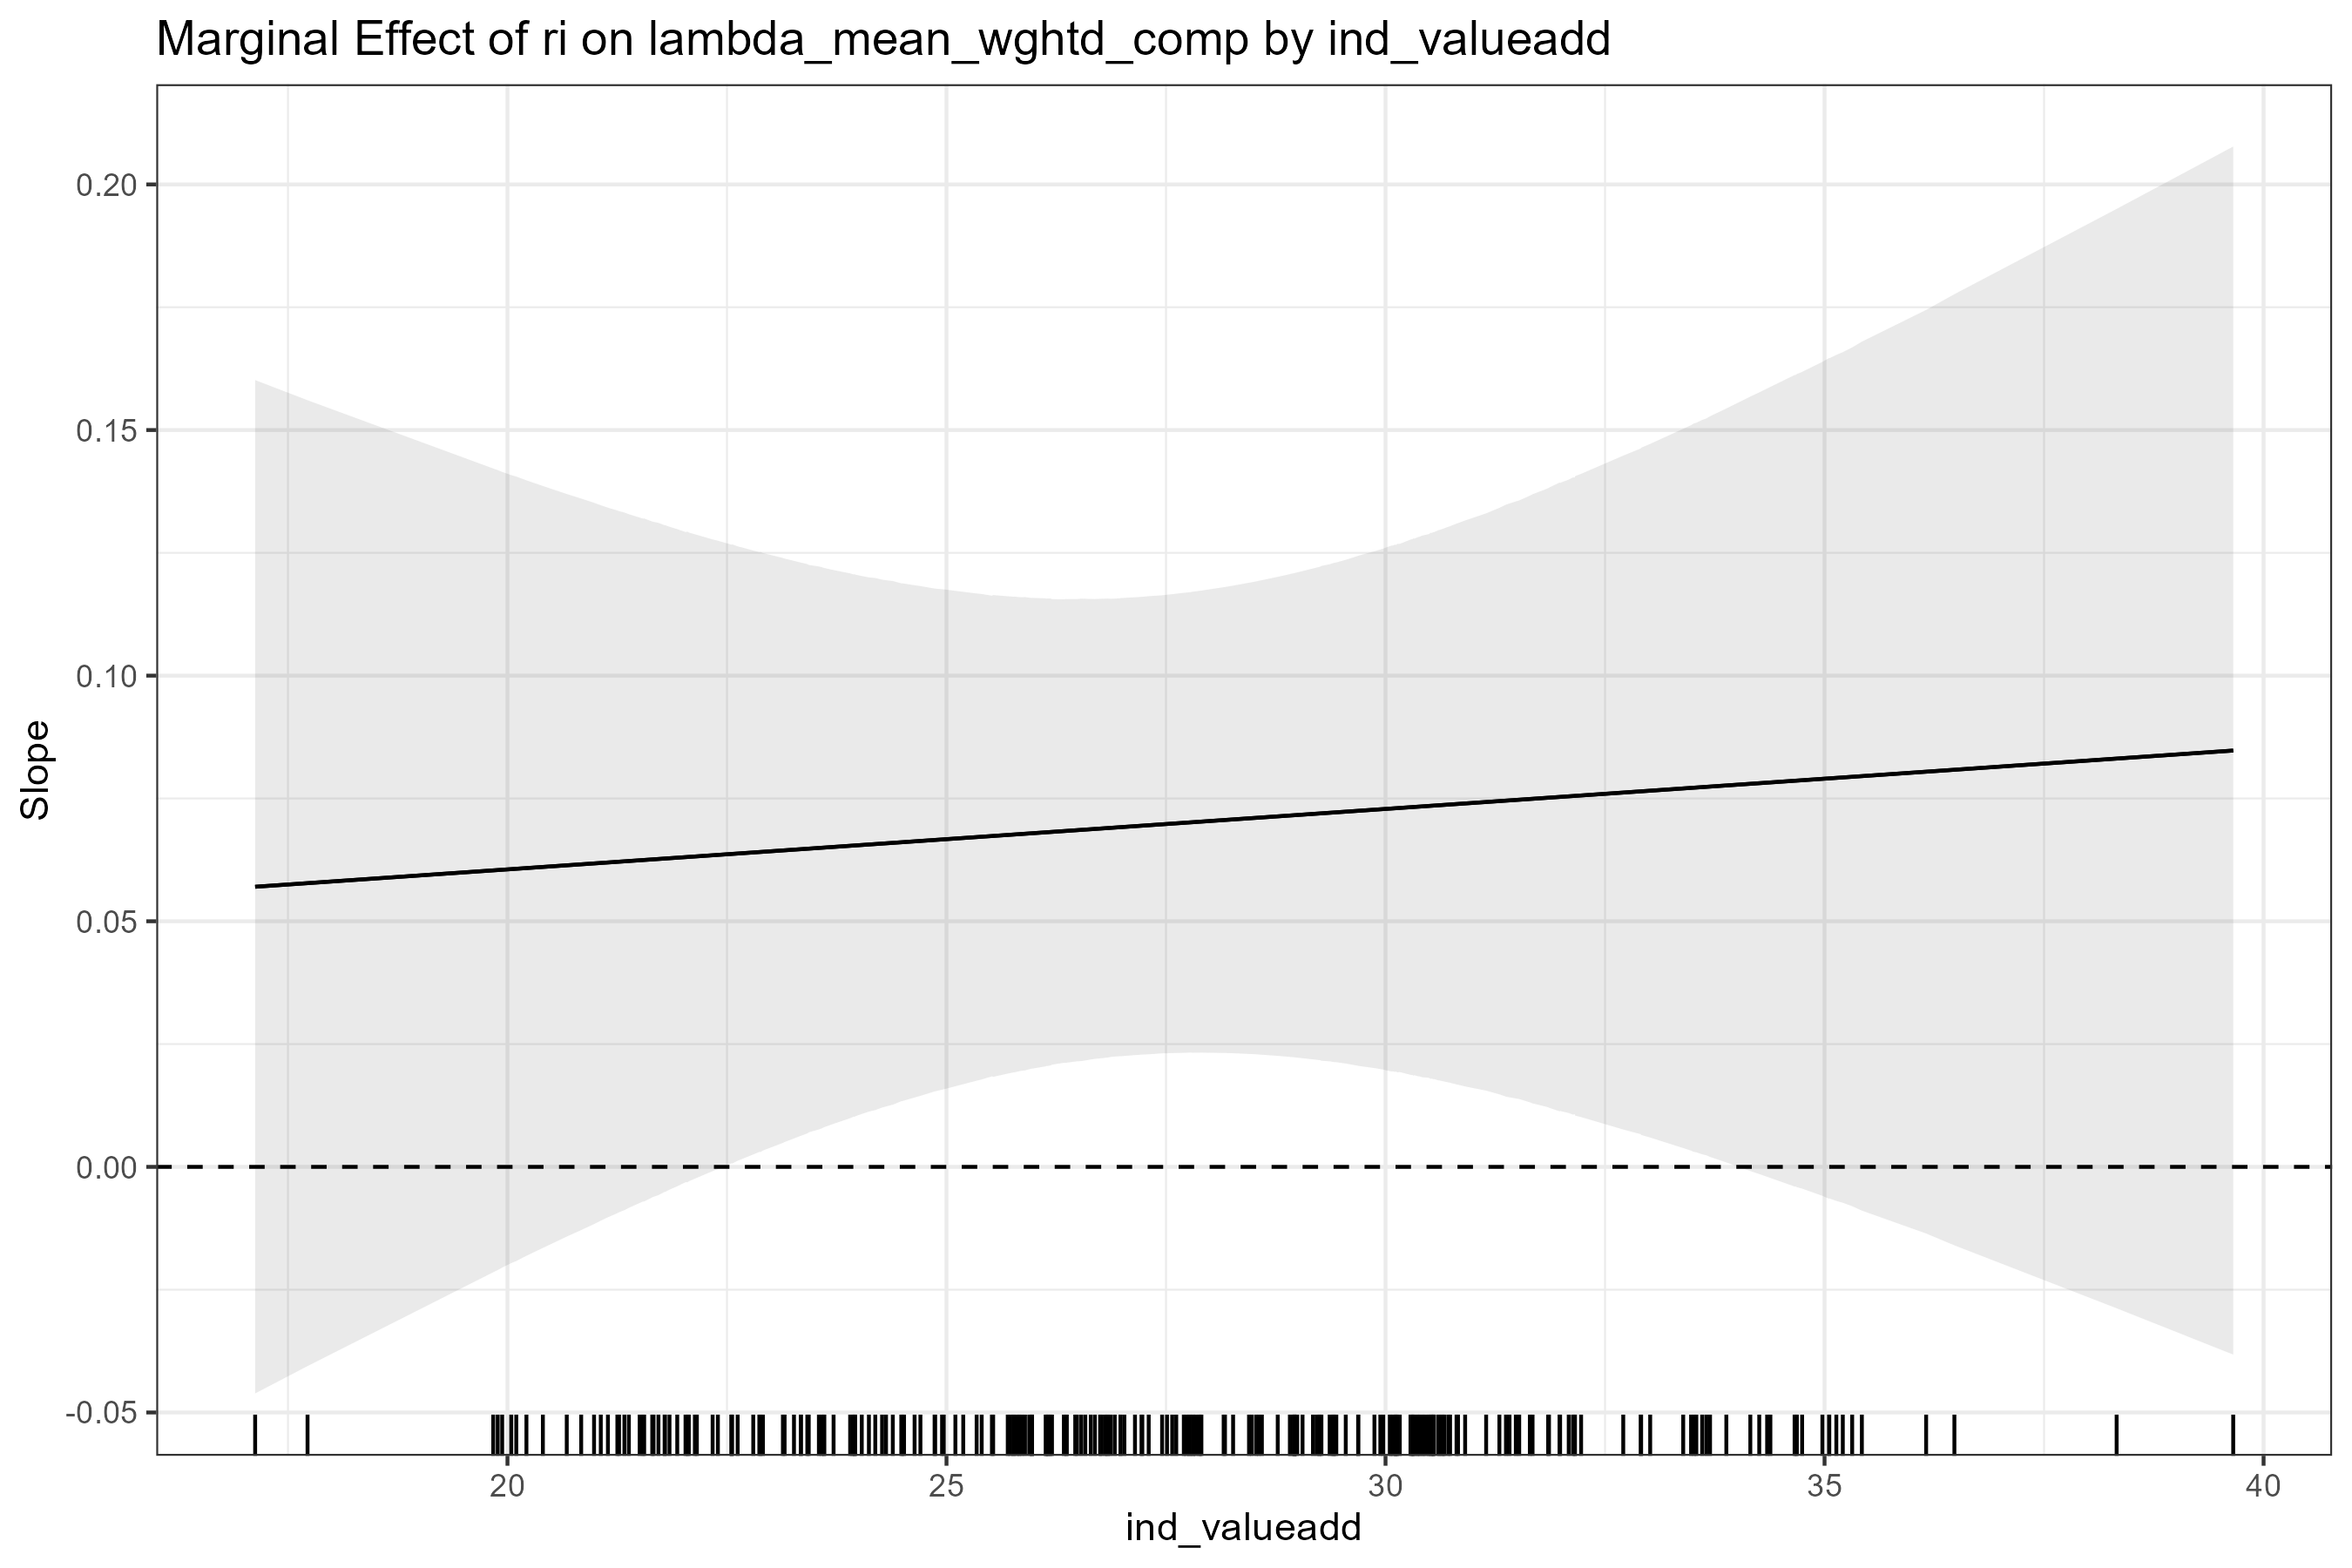 Marginal Effect of ri on lambda_mean_wghtd_comp by ind_valueadd
0.20
0.15
0.10
0.05
0.00
-0.05
Slope
20 25 30 35 40
ind_valueadd